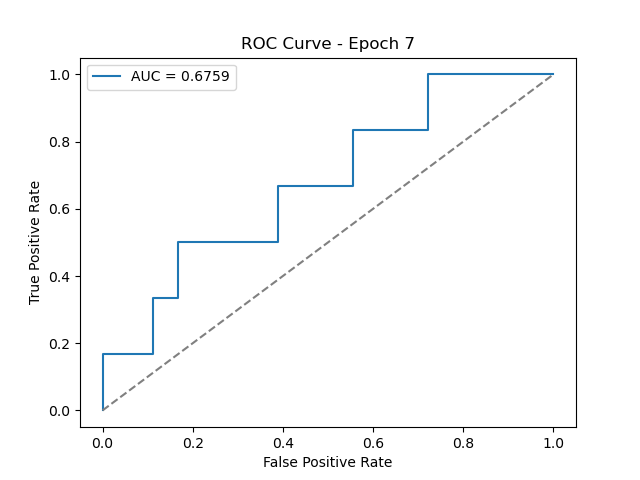 ROC Curve - Epoch 7
AUC = 0.6759
True Positive Rate
1.0
0.8
0.6
0.4
0.2
0.0
0.0 0.2 0.4 0.6 0.8 1.0
False Positive Rate